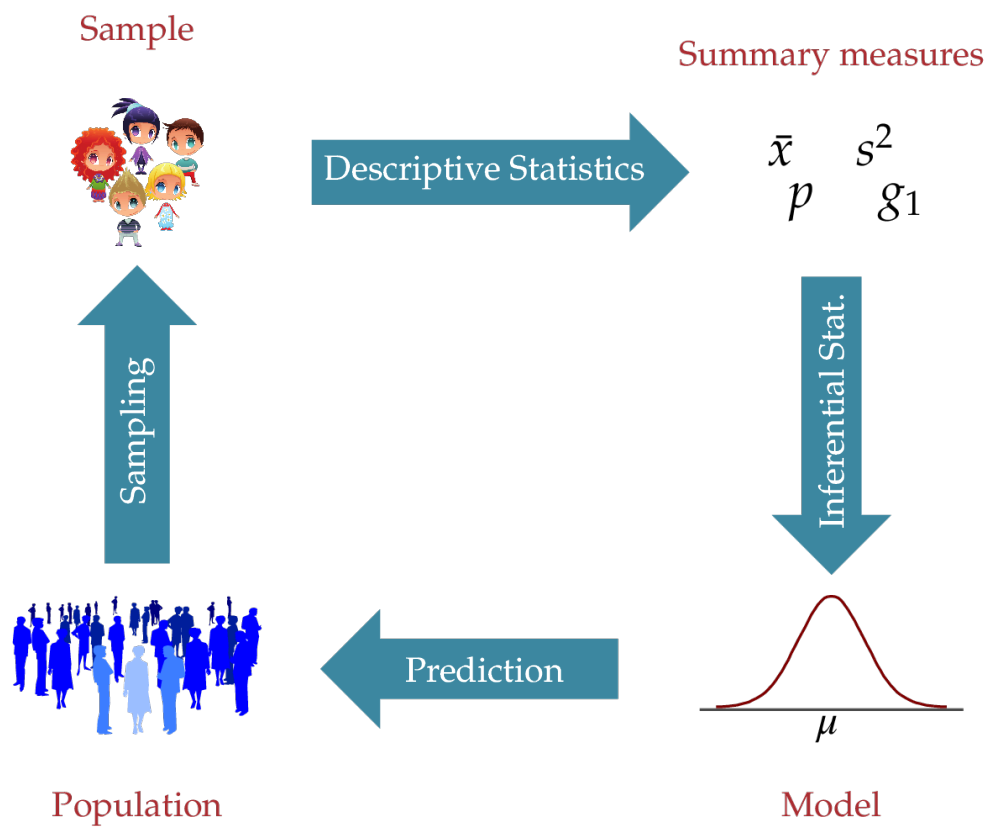 Sample
Summary measures
Descriptive Statistics
x̄ s²
p g₁
Sampling
Inferential Stat.
Prediction
μ
Population
Model